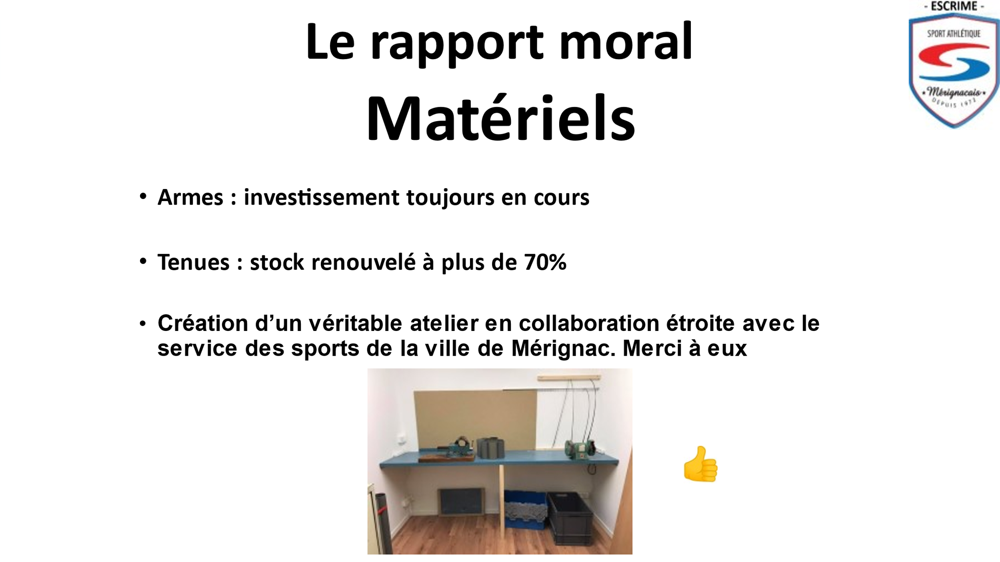 - ESCRIME -
SPORT ATHLÉTIQUE
Mérignacais
DEPUIS 1972
Le rapport moral
Matériels
• Armes : investissement toujours en cours
• Tenues : stock renouvelé à plus de 70%
• Création d’un véritable atelier en collaboration étroite avec le
service des sports de la ville de Mérignac. Merci à eux